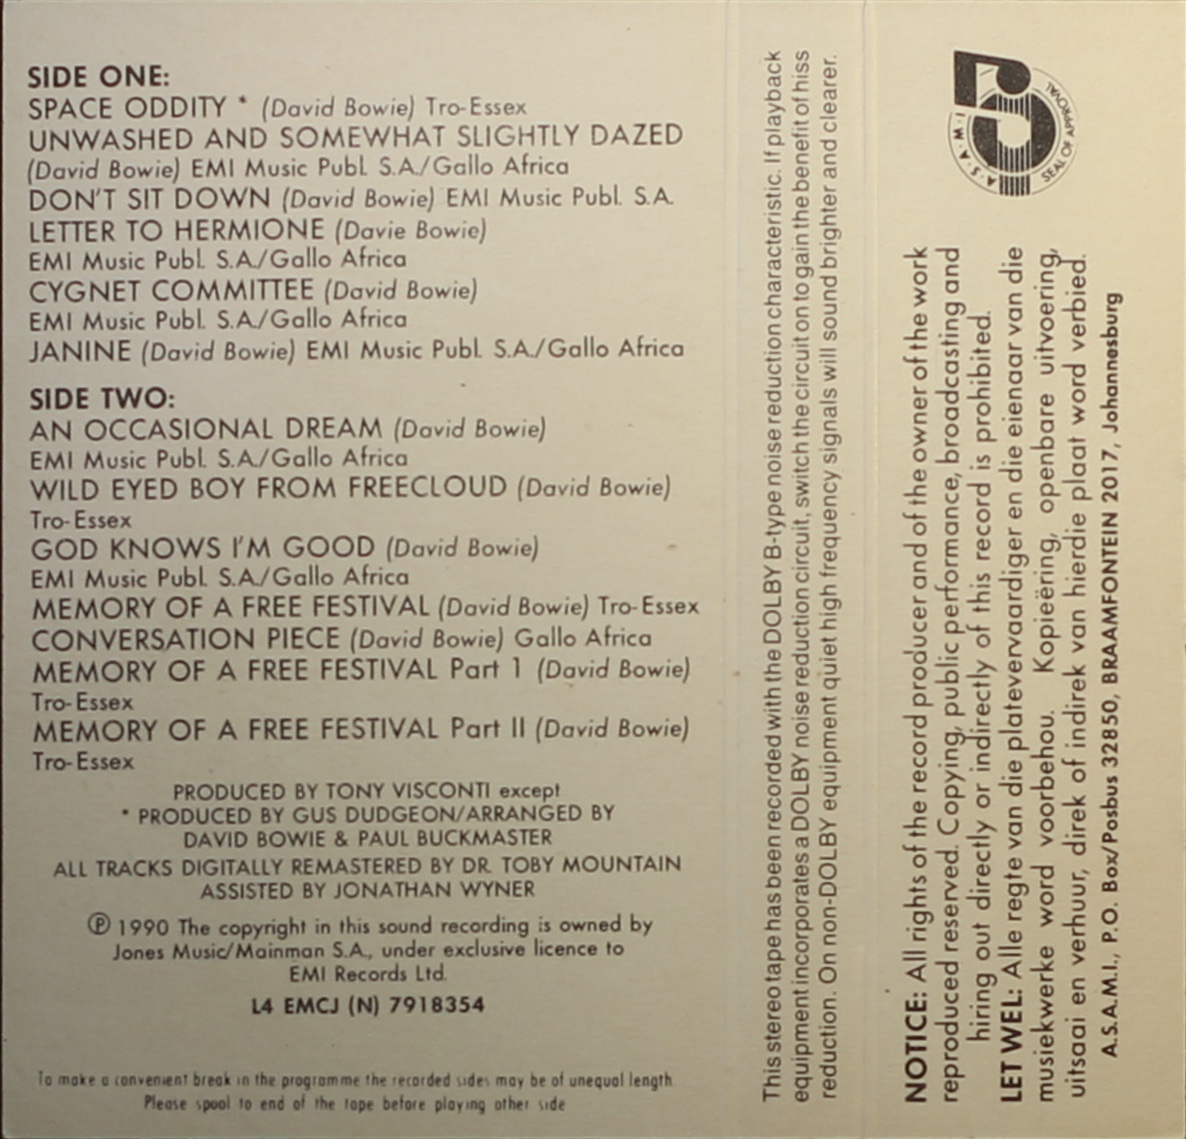 SIDE ONE:
SPACE ODDITY * (David Bowie) Tro-Essex
UNWASHED AND SOMEWHAT SLIGHTLY DAZED
(David Bowie) EMI Music Publ. S.A./Gallo Africa
DON'T SIT DOWN (David Bowie) EMI Music Publ. S.A.
LETTER TO HERMIONE (Davie Bowie)
EMI Music Publ. S.A./Gallo Africa
CYGNET COMMITTEE (David Bowie)
EMI Music Publ. S.A./Gallo Africa
JANINE (David Bowie) EMI Music Publ. S.A./Gallo Africa
SIDE TWO:
AN OCCASIONAL DREAM (David Bowie)
EMI Music Publ. S.A./Gallo Africa
WILD EYED BOY FROM FREECLOUD (David Bowie)
Tro-Essex
GOD KNOWS I'M GOOD (David Bowie)
EMI Music Publ. S.A./Gallo Africa
MEMORY OF A FREE FESTIVAL (David Bowie) Tro-Essex
CONVERSATION PIECE (David Bowie) Gallo Africa
MEMORY OF A FREE FESTIVAL Part 1 (David Bowie)
Tro-Essex
MEMORY OF A FREE FESTIVAL Part II (David Bowie)
Tro-Essex
PRODUCED BY TONY VISCONTI except
* PRODUCED BY GUS DUDGEON/ARRANGED BY
DAVID BOWIE & PAUL BUCKMASTER
ALL TRACKS DIGITALLY REMASTERED BY DR. TOBY MOUNTAIN
ASSISTED BY JONATHAN WYNER
℗ 1990 The copyright in this sound recording is owned by
Jones Music/Mainman S.A., under exclusive licence to
EMI Records Ltd.
L4 EMCJ (N) 7918354
To make a convenient break in the programme the recorded sides may be of unequal length
Please spool to end of the tape before playing other side
This stereo tape has been recorded with the DOLBY B-type noise reduction characteristic. If playback
equipment incorporates a DOLBY noise reduction circuit, switch the circuit on to gain the benefit of hiss
reduction. On non-DOLBY equipment quiet high frequency signals will sound brighter and clearer.
A.S.A.I.W.
SEAL OF APPROVAL
NOTICE: All rights of the record producer and of the owner of the work
reproduced reserved. Copying, public performance, broadcasting and
hiring out directly or indirectly of this record is prohibited.
LET WEL: Alle regte van die platevervaardiger en die eienaar van die
musiekwerke word voorbehou. Kopieëring, openbare uitvoering,
uitsaai en verhuur, direk of indirek van hierdie plaat word verbied.
A.S.A.M.I., P.O. Box/Posbus 32850, BRAAMFONTEIN 2017, Johannesburg